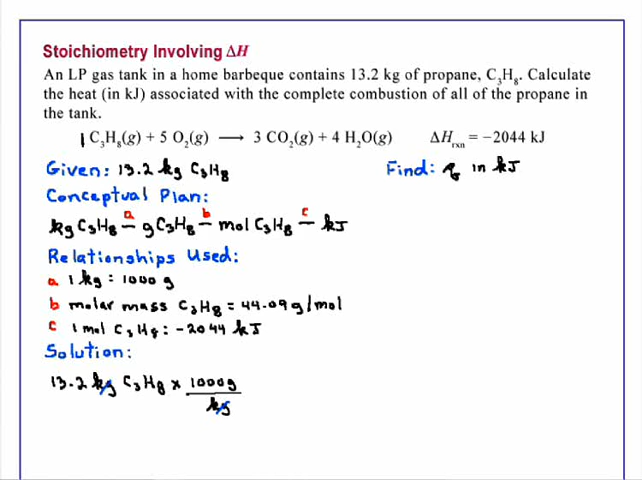 Stoichiometry Involving ΔH
An LP gas tank in a home barbeque contains 13.2 kg of propane, C₃H₈. Calculate
the heat (in kJ) associated with the complete combustion of all of the propane in
the tank.
1 C₃H₈(g) + 5 O₂(g) ⟶ 3 CO₂(g) + 4 H₂O(g) ΔHᵣₓₙ = −2044 kJ
Given: 13.2 kg C₃H₈ Find: q in kJ
Conceptual Plan:
a b c
kg C₃H₈ − g C₃H₈ − mol C₃H₈ − kJ
Relationships Used:
a 1 kg = 1000 g
b molar mass C₃H₈ = 44.09 g/mol
c 1 mol C₃H₈ : −2044 kJ
Solution:
13.2 kg C₃H₈ × 1000g
kg